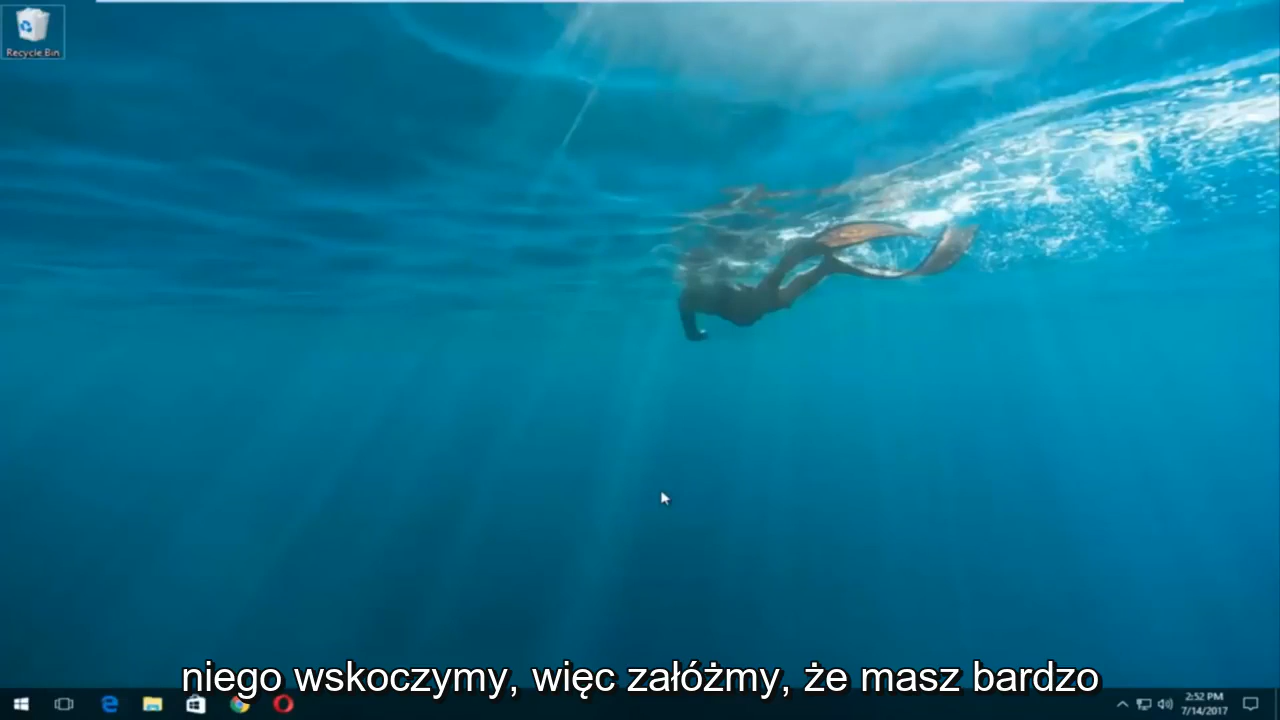 Recycle Bin
niego wskoczymy, więc załóżmy, że masz bardzo
2:52 PM
7/14/2017